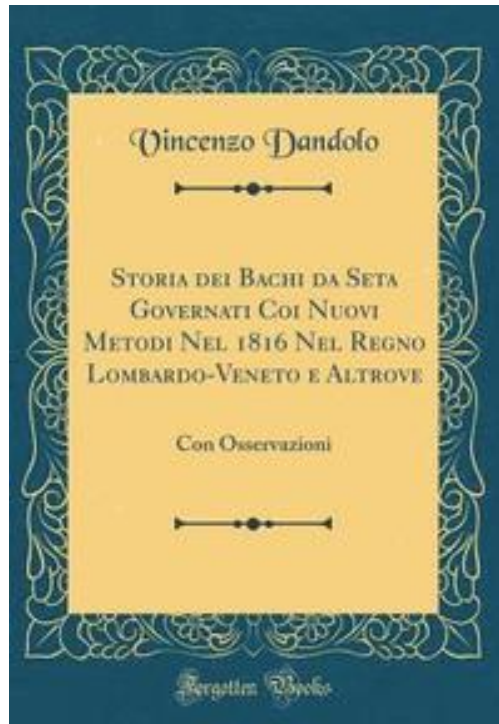 Vincenzo Dandolo
Storia dei Bachi da Seta
Governati Coi Nuovi
Metodi Nel 1816 Nel Regno
Lombardo-Veneto e Altrove
Con Osservazioni
Forgotten Books